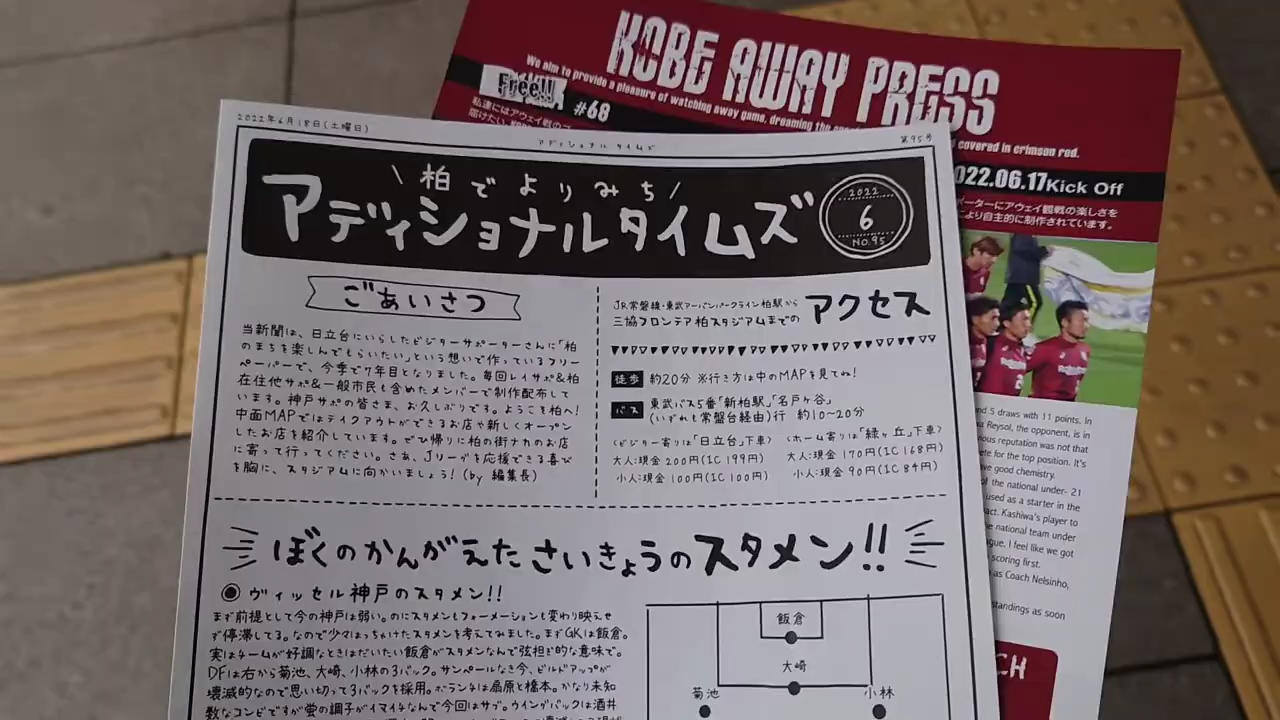 KOBE AWAY PRESS
We aim to provide a pleasure of watching away game, dreaming the
covered in crimson red.
Free!!
#68
私達にはアウェイ戦の
022.06.17 Kick Off
ポーターにアウェイ観戦の楽しさを
より自主的に制作されています。
2022年6月18日(土曜日)
アディショナルタイムズ
第95号
\柏でよりみち/
アディショナルタイムズ
2022
6
NO.95
ごあいさつ
当新聞は、日立台にいらしたビジターサポーターさんに「柏
のまちを楽しんでもらいたい」という想いで作っているフリー
ペーパーで、今季で7年目となりました。毎回レイサポ&柏
在住他サポ&一般市民も含めたメンバーで制作配布して
います。神戸サポの皆さま、お久しぶりです。ようこそ柏へ!
中面MAPではテイクアウトができるお店や新しくオープン
したお店を紹介しています。ぜひ帰りに柏の街ナカのお店
に寄って行ってください。さあ、Jリーグを応援できる喜び
を胸に、スタジアムに向かいましょう!(by 編集長)
JR常磐線・東武アーバンパークライン柏駅から
三協フロンテア柏スタジアムまでの
アクセス
徒歩 約20分 ※行き方は中のMAPを見てね!
バス 東武バス5番「新柏駅」「名戸ヶ谷」
(いずれも常盤台経由)行 約10~20分
<ビジター寄りは「日立台」下車>
大人:現金200円(IC 199円)
小人:現金100円(IC 100円)
<ホーム寄りは「緑ヶ丘」下車>
大人:現金170円(IC 168円)
小人:現金90円(IC 84円)
ぼくのかんがえたさいきょうのスタメン!!
◉ ヴィッセル神戸のスタメン!!
まず前提として今の神戸は弱い。のにスタメンもフォーメーションも変わり映えせ
ず停滞してる。なので少々はっちゃけたスタメンを考えてみました。まずGKは飯倉。
実はチームが好調なときはだいたい飯倉がスタメンなんで弦担ぎ的な意味で。
DFは右から菊池、大崎、小林の3バック。サンペールなき今、ビルドアップが
壊滅的なので思い切って3バックを採用。ボランチは扇原と橋本。かなり未知
数なコンビですが蛍の調子がイマイチなんで今回はサブ。ウイングバックは酒井
飯倉
大崎
菊池
小林
nd 5 draws with 11 points. In
a Reysol, the opponent, is in
nous reputation was not that
ete for the top position. It's
ave good chemistry.
of the national under- 21
used as a starter in the
act. Kashiwa's player to
he national team under
ague. I feel like we got
scoring first.
as Coach Nelsinho,
standings as soon
CH